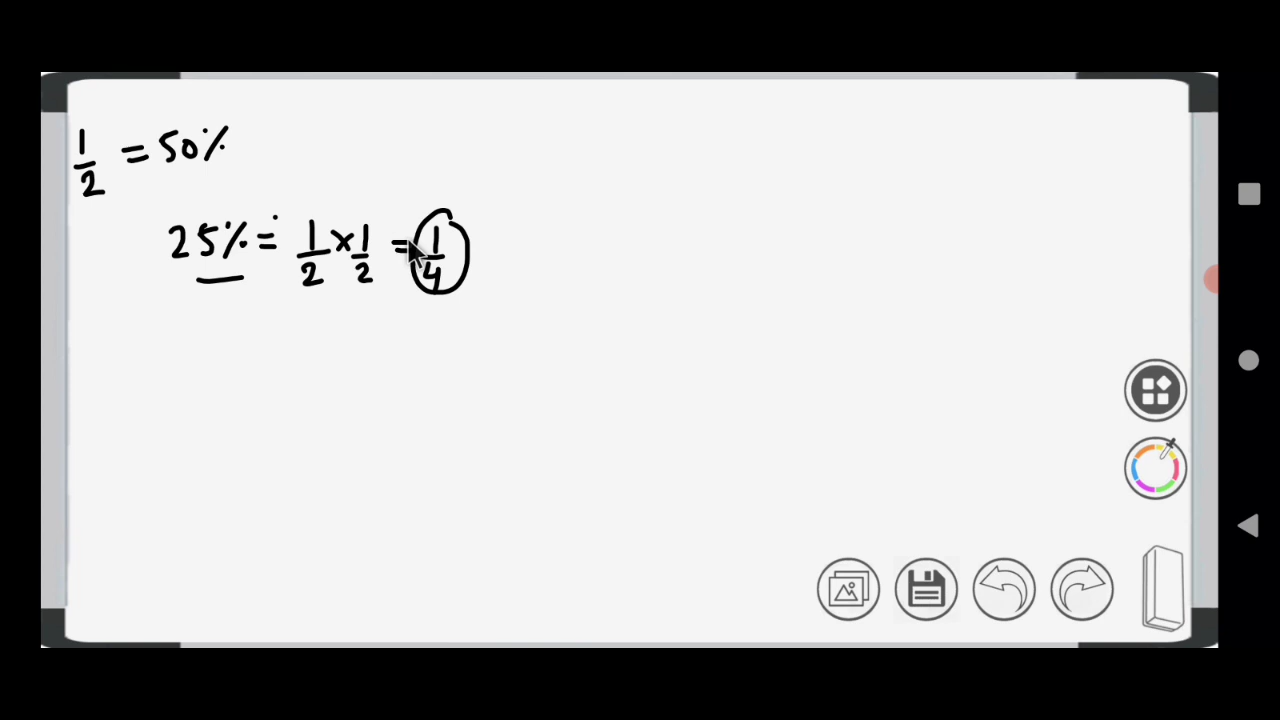 1/2 = 50%
25% = 1/2 × 1/2 = 1/4